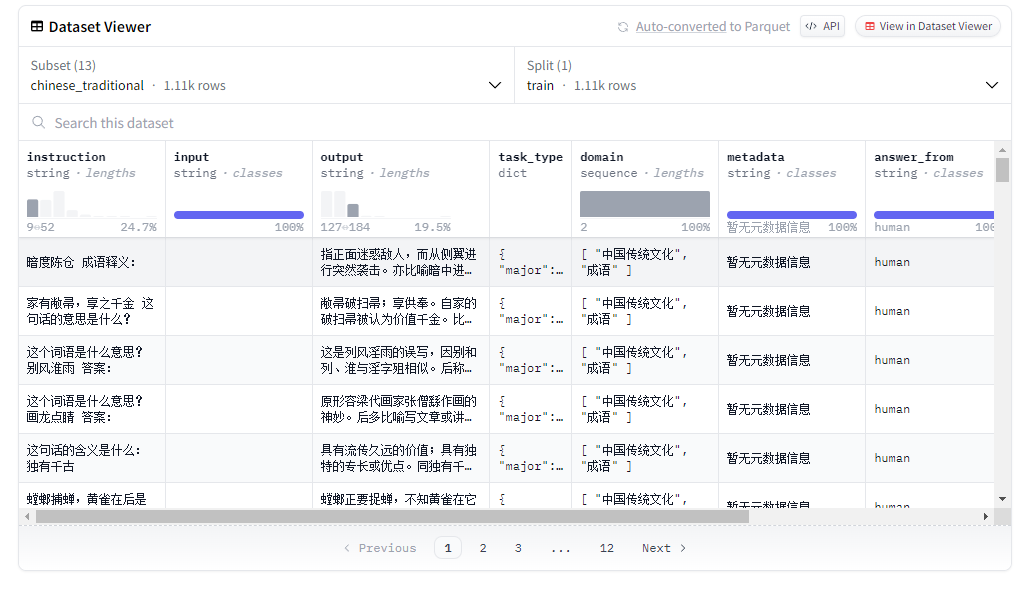 Dataset Viewer
Auto-converted to Parquet
API
View in Dataset Viewer
Subset (13)
chinese_traditional · 1.11k rows
Split (1)
train · 1.11k rows
Search this dataset
instruction
string · lengths
9⊖52 24.7%
input
string · classes
100%
output
string · lengths
127⊖184 19.5%
task_type
dict
domain
sequence · lengths
2 100%
metadata
string · classes
暂无元数据信息 100%
answer_from
string · classes
human 100
暗度陈仓 成语释义:
指正面迷惑敌人，而从侧翼进
行突然袭击。亦比喻暗中进…
{
"major":…
[ "中国传统文化",
"成语" ]
暂无元数据信息
human
家有敝帚，享之千金 这
句话的意思是什么？
敝帚破扫帚；享供奉。自家的
破扫帚被认为价值千金。比…
{
"major":…
[ "中国传统文化",
"成语" ]
暂无元数据信息
human
这个词语是什么意思？
别风淮雨 答案:
这是列风淫雨的误写，因别和
列、淮与淫字形相似。后称…
{
"major":…
[ "中国传统文化",
"成语" ]
暂无元数据信息
human
这个词语是什么意思？
画龙点睛 答案:
原形容梁代画家张僧繇作画的
神妙。后多比喻写文章或讲…
{
"major":…
[ "中国传统文化",
"成语" ]
暂无元数据信息
human
这句话的含义是什么:
独有千古
具有流传久远的价值；具有独
特的专长或优点。同独有千…
{
"major":…
[ "中国传统文化",
"成语" ]
暂无元数据信息
human
螳螂捕蝉，黄雀在后是
螳螂正要捉蝉，不知黄雀在它
{
[ "中国传统文化",
暂无元数据信息
human
Previous 1 2 3 ... 12 Next